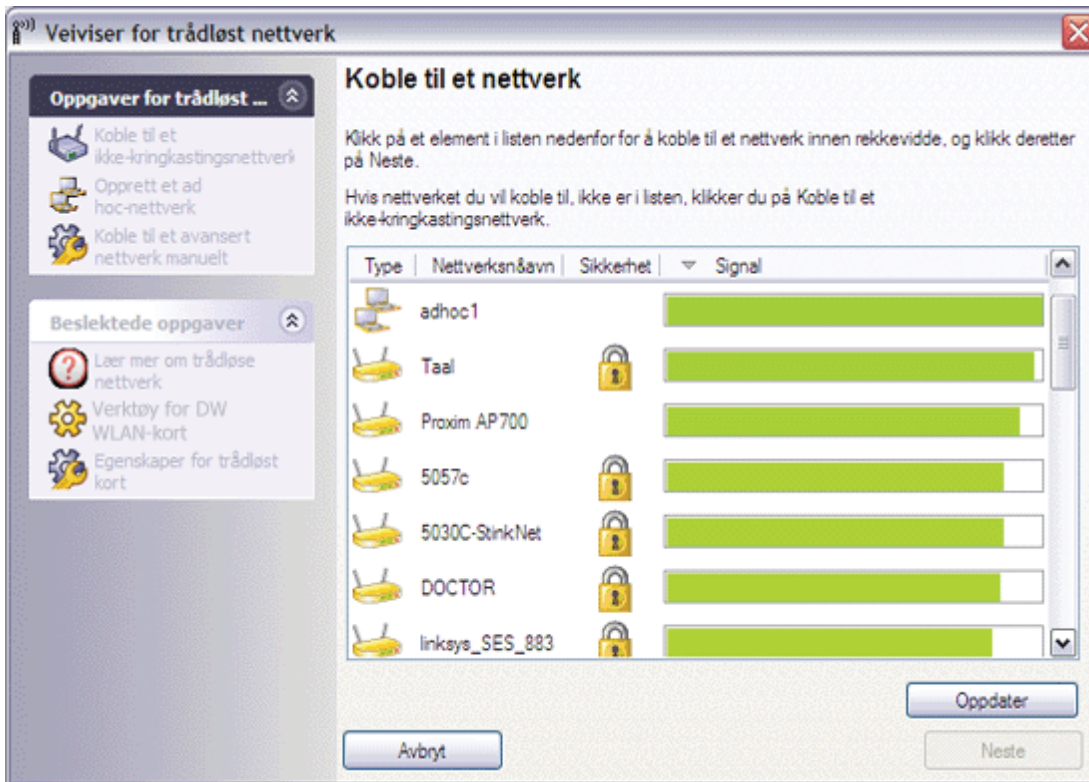 Veiviser for trådløst nettverk
Oppgaver for trådløst ...
Koble til et
ikke-kringkastingsnettverk
Opprett et ad
hoc-nettverk
Koble til et avansert
nettverk manuelt
Beslektede oppgaver
Lær mer om trådløse
nettverk
Verktøy for DW
WLAN-kort
Egenskaper for trådløst
kort
Koble til et nettverk
Klikk på et element i listen nedenfor for å koble til et nettverk innen rekkevidde, og klikk deretter
på Neste.
Hvis nettverket du vil koble til, ikke er i listen, klikker du på Koble til et
ikke-kringkastingsnettverk.
Type Nettverksn&avn Sikkerhet Signal
adhoc1
Taal
Proxim AP700
5057c
5030C-StinkNet
DOCTOR
linksys_SES_883
Oppdater
Avbryt Neste